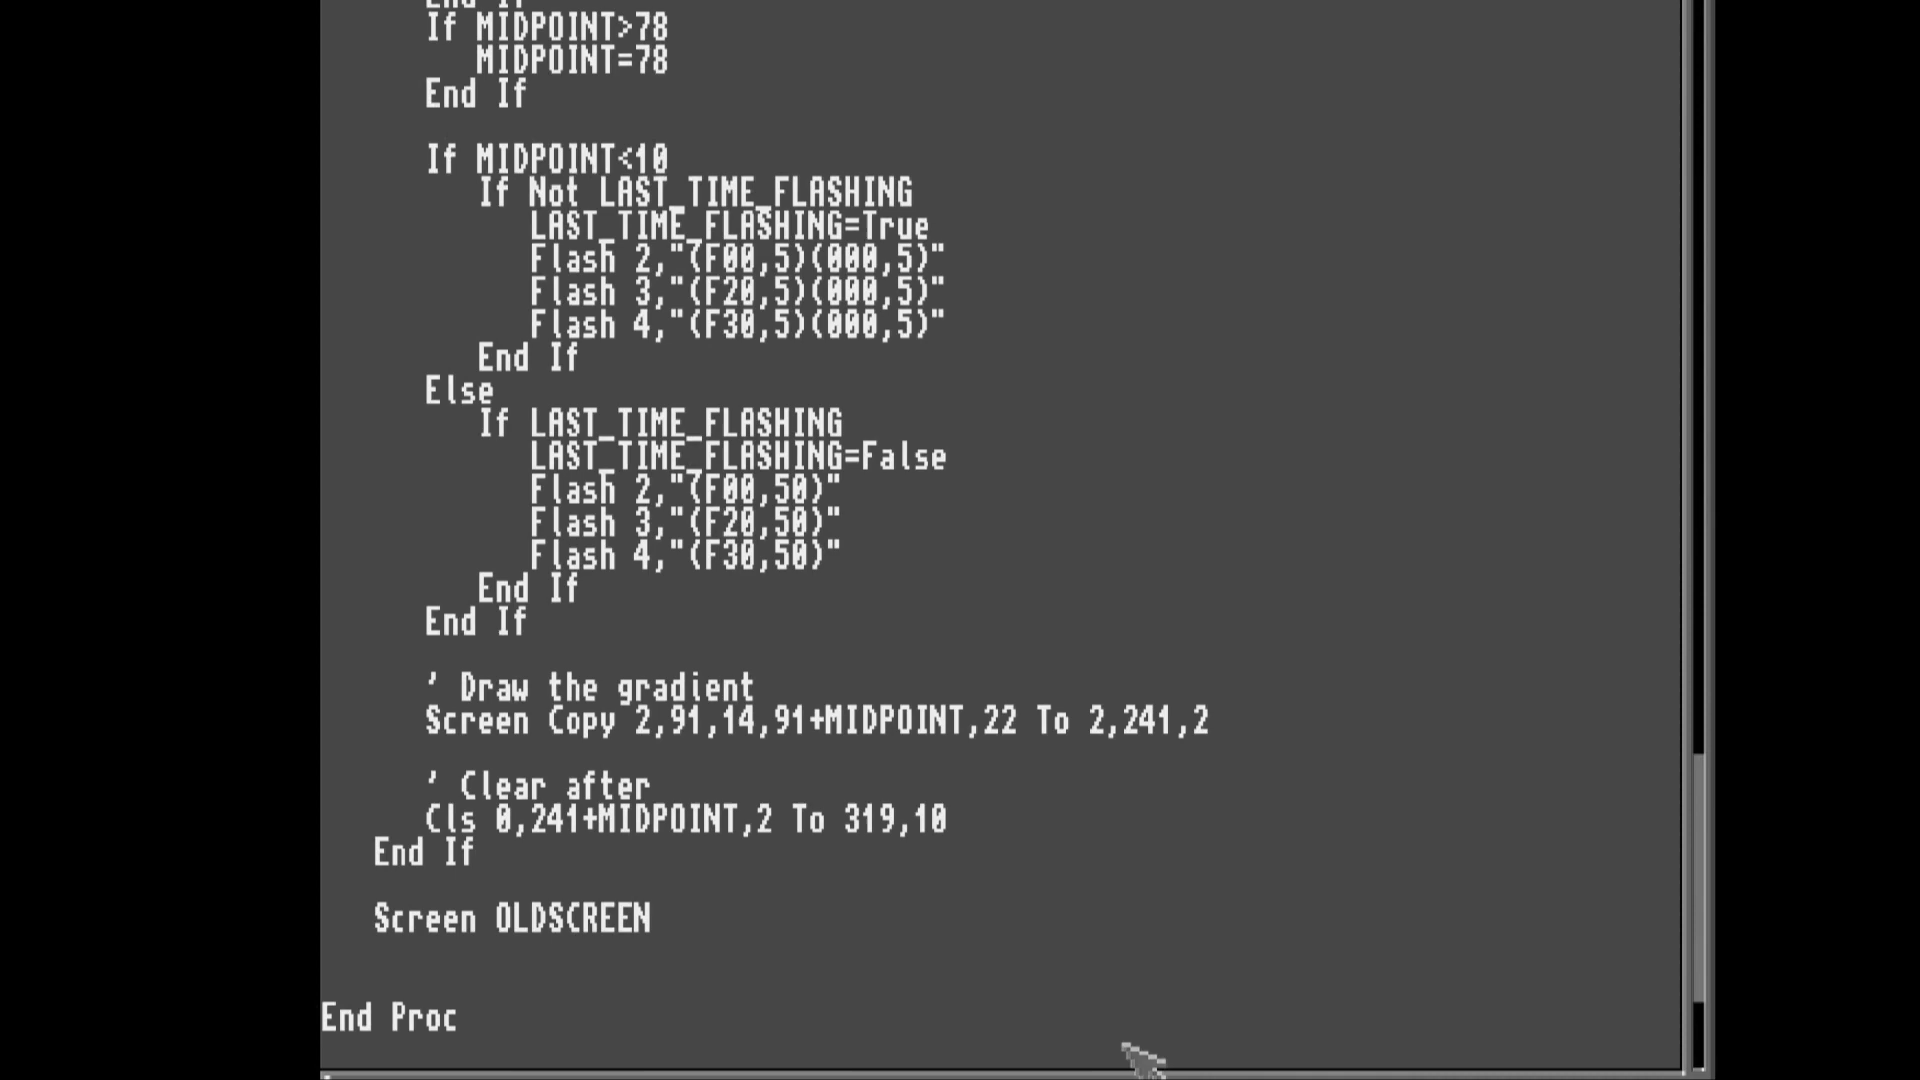 End If
If MIDPOINT>78
MIDPOINT=78
End If
If MIDPOINT<10
If Not LAST_TIME_FLASHING
LAST_TIME_FLASHING=True
Flash 2,"(F00,5)(000,5)"
Flash 3,"(F20,5)(000,5)"
Flash 4,"(F30,5)(000,5)"
End If
Else
If LAST_TIME_FLASHING
LAST_TIME_FLASHING=False
Flash 2,"(F00,50)"
Flash 3,"(F20,50)"
Flash 4,"(F30,50)"
End If
End If
' Draw the gradient
Screen Copy 2,91,14,91+MIDPOINT,22 To 2,241,2
' Clear after
Cls 0,241+MIDPOINT,2 To 319,10
End If
Screen OLDSCREEN
End Proc